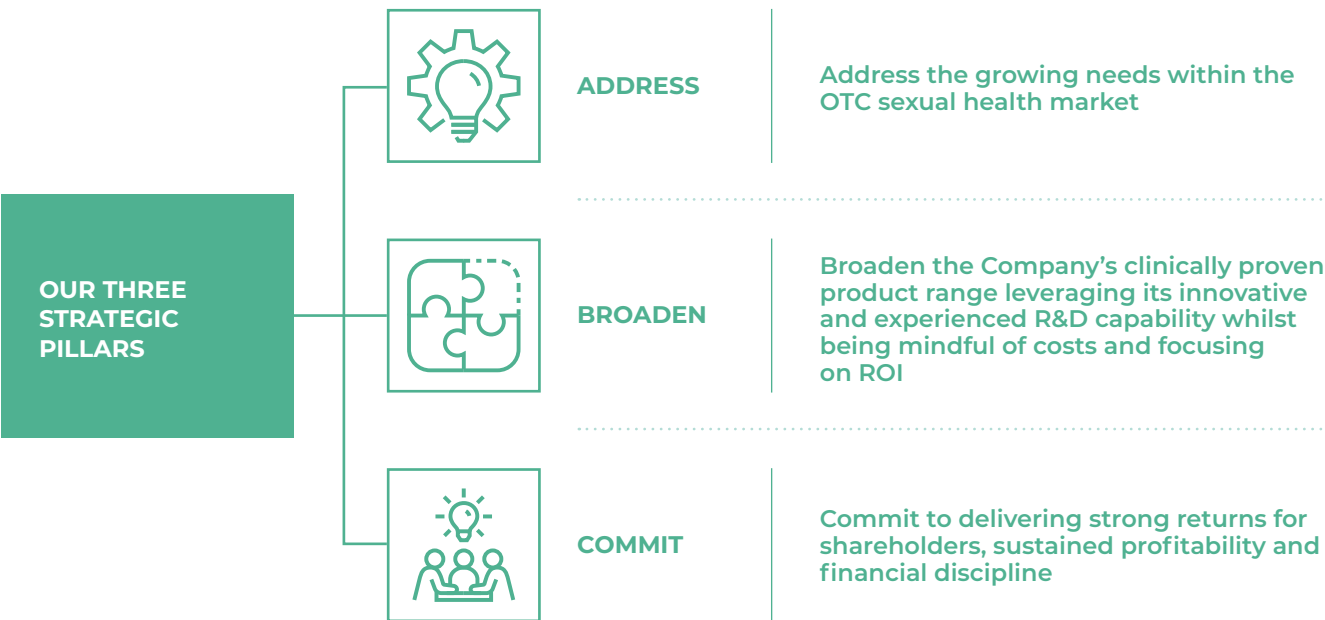 OUR THREE
STRATEGIC
PILLARS
ADDRESS
Address the growing needs within the
OTC sexual health market
BROADEN
Broaden the Company’s clinically proven
product range leveraging its innovative
and experienced R&D capability whilst
being mindful of costs and focusing
on ROI
COMMIT
Commit to delivering strong returns for
shareholders, sustained profitability and
financial discipline